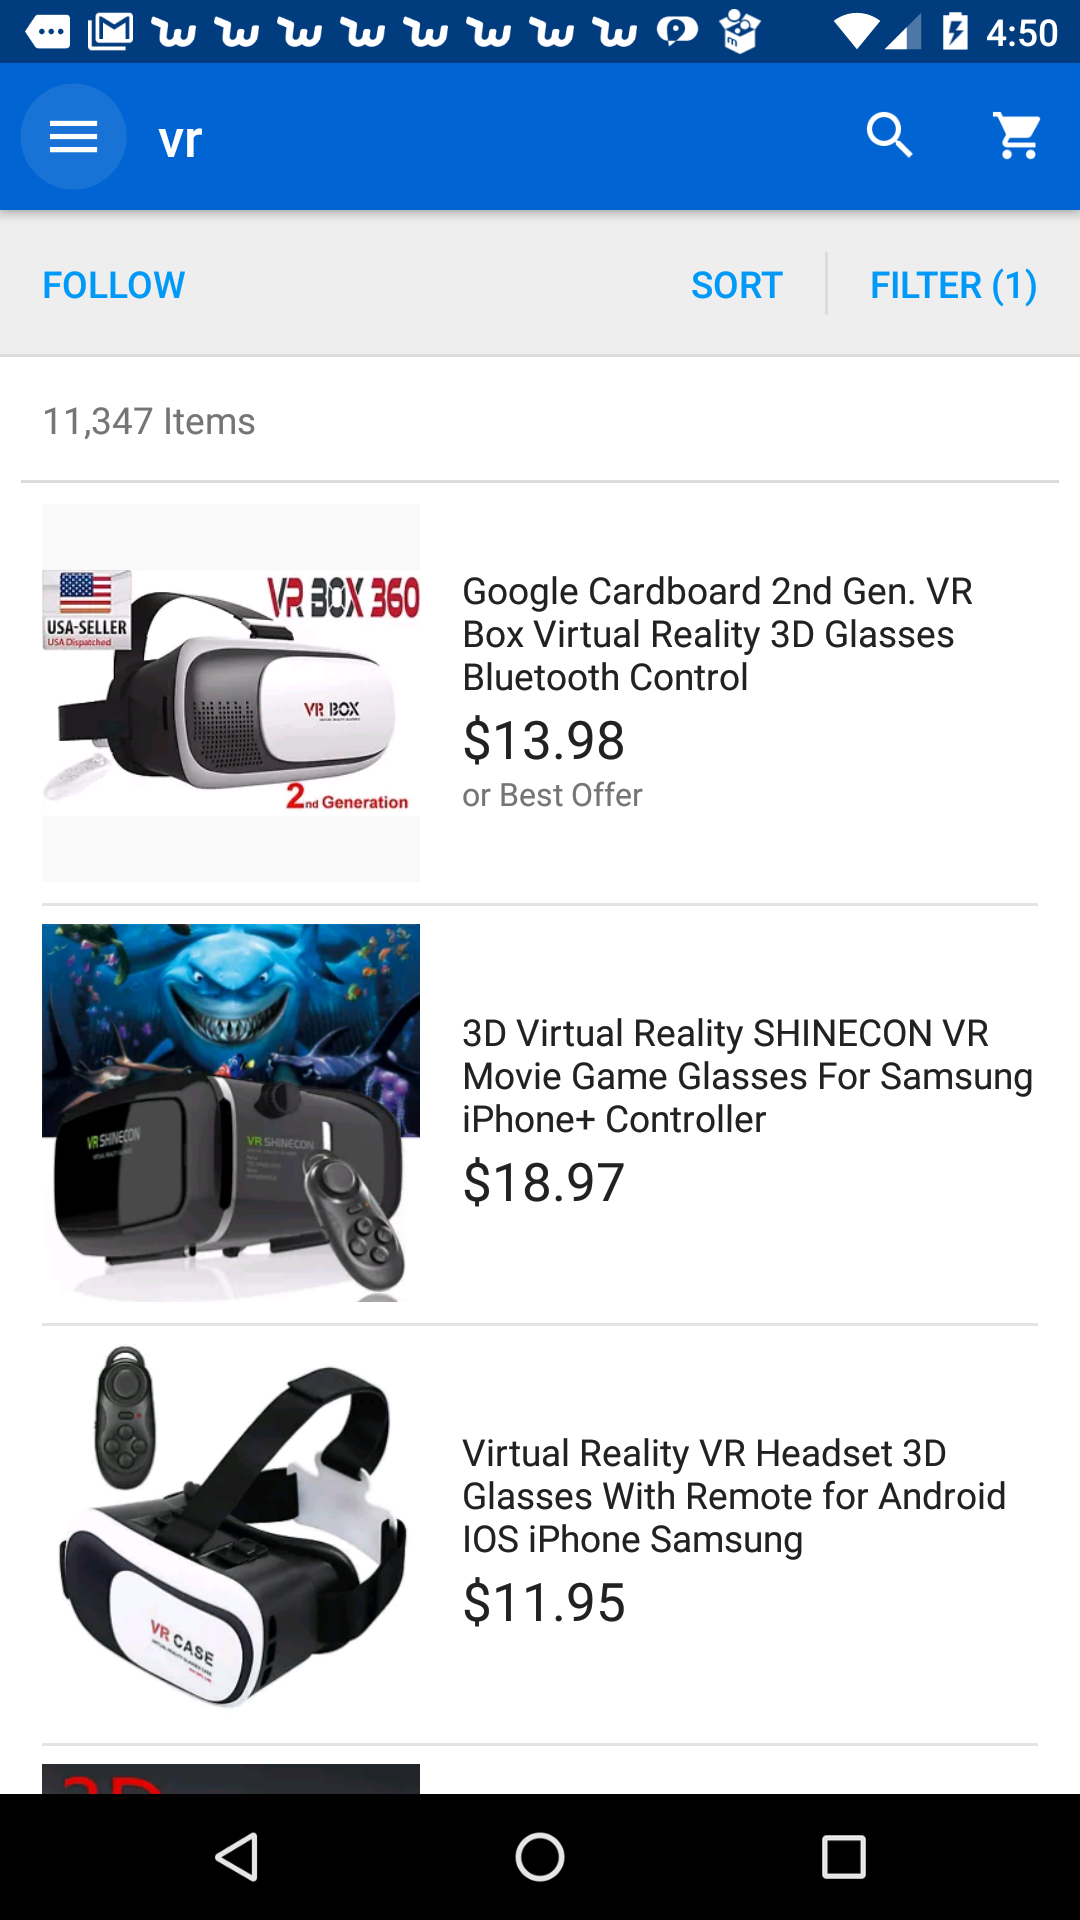 4:50
vr
FOLLOW
SORT
FILTER (1)
11,347 Items
USA-SELLER
USA Dispatched
VR BOX 360
VR BOX
2nd Generation
Google Cardboard 2nd Gen. VR
Box Virtual Reality 3D Glasses
Bluetooth Control
$13.98
or Best Offer
VR SHINECON
VR SHINECON
3D Virtual Reality SHINECON VR
Movie Game Glasses For Samsung
iPhone+ Controller
$18.97
VR CASE
Virtual Reality VR Headset 3D
Glasses With Remote for Android
IOS iPhone Samsung
$11.95
3D